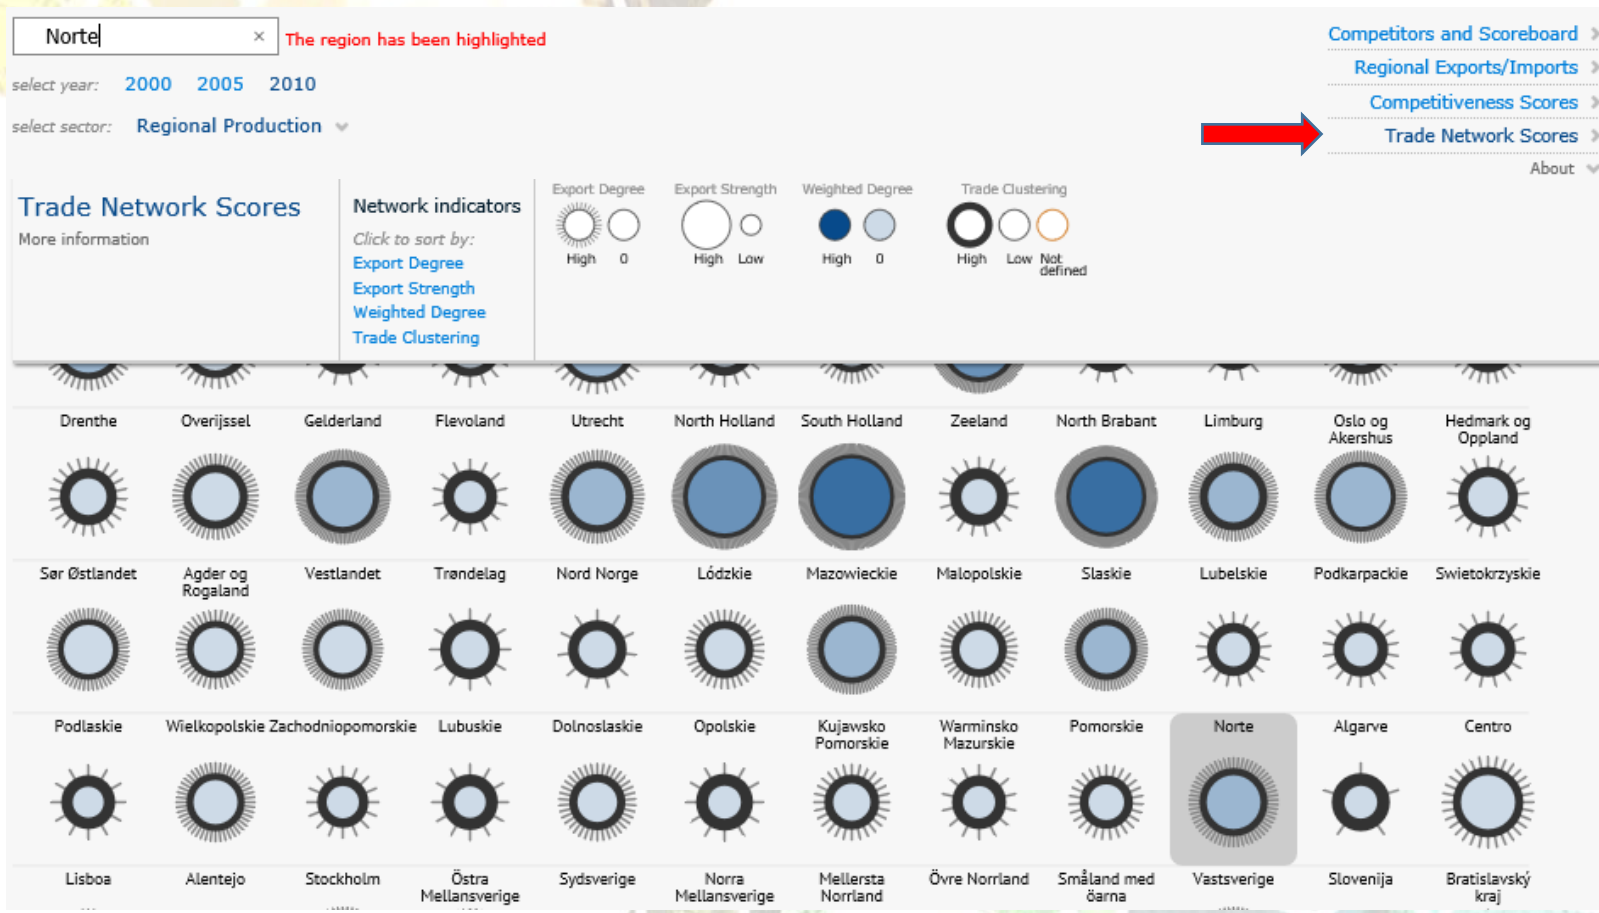 Norte ×
The region has been highlighted
select year: 2000 2005 2010
select sector: Regional Production
Competitors and Scoreboard
Regional Exports/Imports
Competitiveness Scores
Trade Network Scores
About
Trade Network Scores
More information
Network indicators
Click to sort by:
Export Degree
Export Strength
Weighted Degree
Trade Clustering
Export Degree
High 0
Export Strength
High Low
Weighted Degree
High 0
Trade Clustering
High Low Not
defined
Drenthe Overijssel Gelderland Flevoland Utrecht North Holland South Holland Zeeland North Brabant Limburg Oslo og Hedmark og
Akershus Oppland
Sør Østlandet Agder og Vestlandet Trøndelag Nord Norge Lódzkie Mazowieckie Malopolskie Slaskie Lubelskie Podkarpackie Swietokrzyskie
Rogaland
Podlaskie Wielkopolskie Zachodniopomorskie Lubuskie Dolnoslaskie Opolskie Kujawsko Warminsko Pomorskie Norte Algarve Centro
Pomorskie Mazurskie
Lisboa Alentejo Stockholm Östra Sydsverige Norra Mellersta Övre Norrland Småland med Vastsverige Slovenija Bratislavský
Mellansverige Mellansverige Norrland öarna kraj